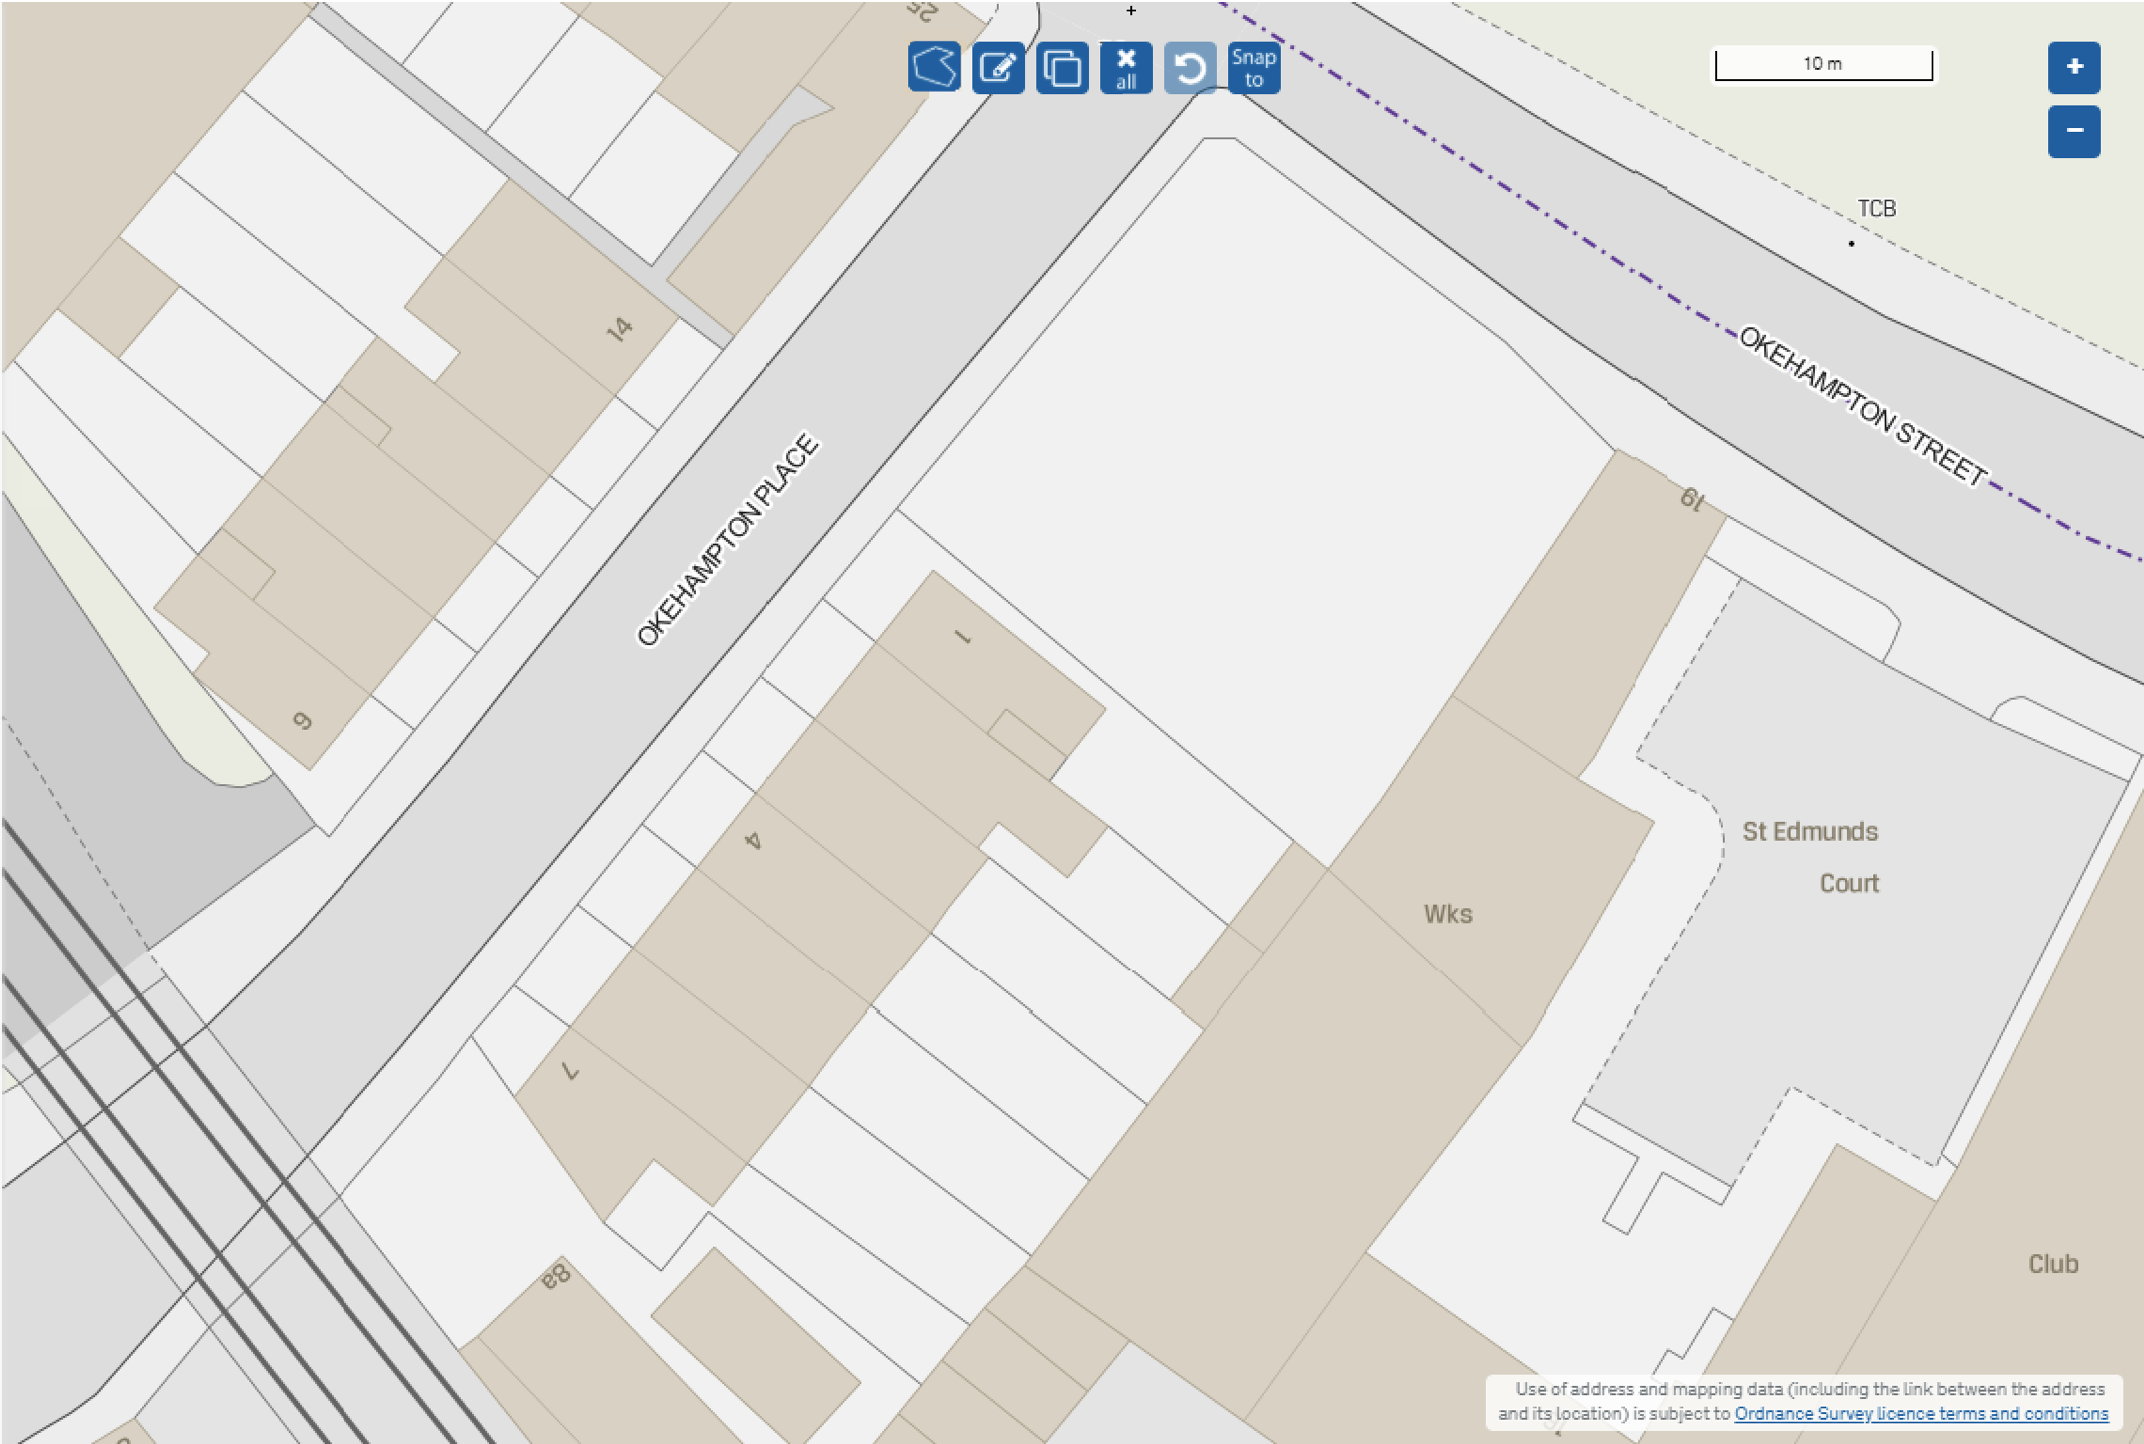 25
Snap
to
all
10 m
+
−
TCB
14
OKEHAMPTON STREET
19
OKEHAMPTON PLACE
1
9
4
St Edmunds
Court
Wks
7
8a
Club
Use of address and mapping data (including the link between the address
and its location) is subject to Ordnance Survey licence terms and conditions